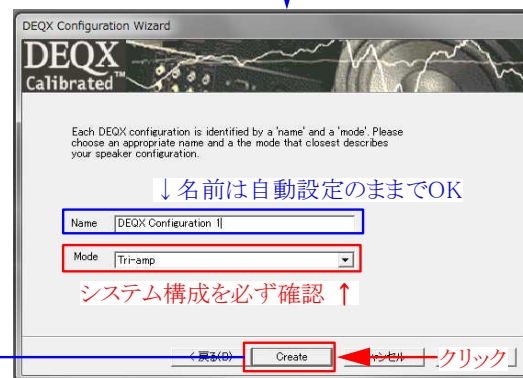 DEQX Configuration Wizard
DEQX
Calibrated™
Each DEQX configuration is identified by a 'name' and a 'mode'. Please
choose an appropriate name and a the mode that closest describes
your speaker configuration.
↓名前は自動設定のままでOK
Name DEQX Configuration 1
Mode Tri-amp
システム構成を必ず確認 ↑
< 戻る(B) Create キャンセル クリック